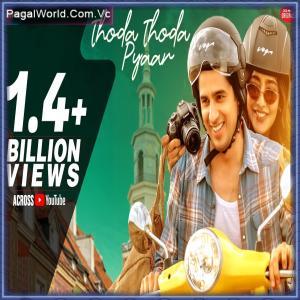 PagalWorld.Com.Vc
Thoda Thoda
Pyaar
1.4+
BILLION
VIEWS
ACROSS YouTube